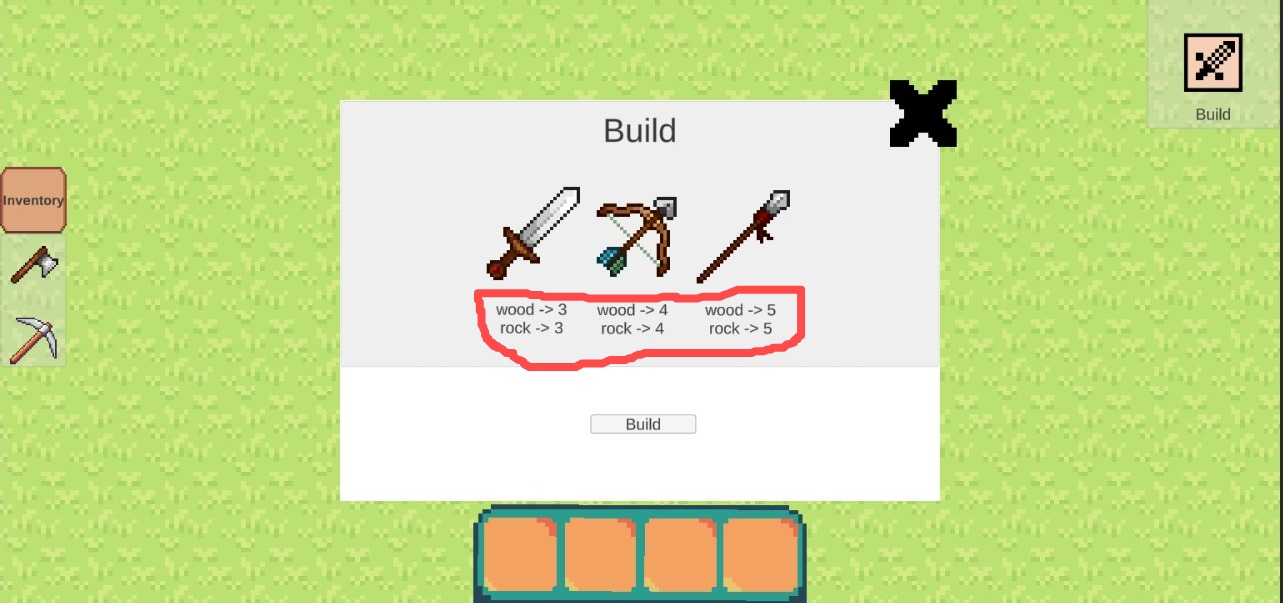 Build
Build
Inventory
wood -> 3 wood -> 4 wood -> 5
rock -> 3 rock -> 4 rock -> 5
Build